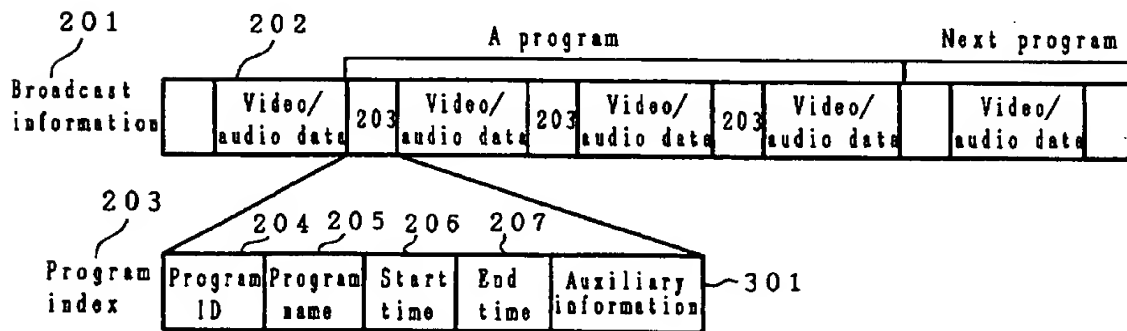 201
202
A program
Next program
Broadcast
information
Video/
audio data
203
Video/
audio data
203
Video/
audio data
203
Video/
audio data
Video/
audio data
203
204
205
206
207
Program
index
Program
ID
Program
name
Start
time
End
time
Auxiliary
information
301